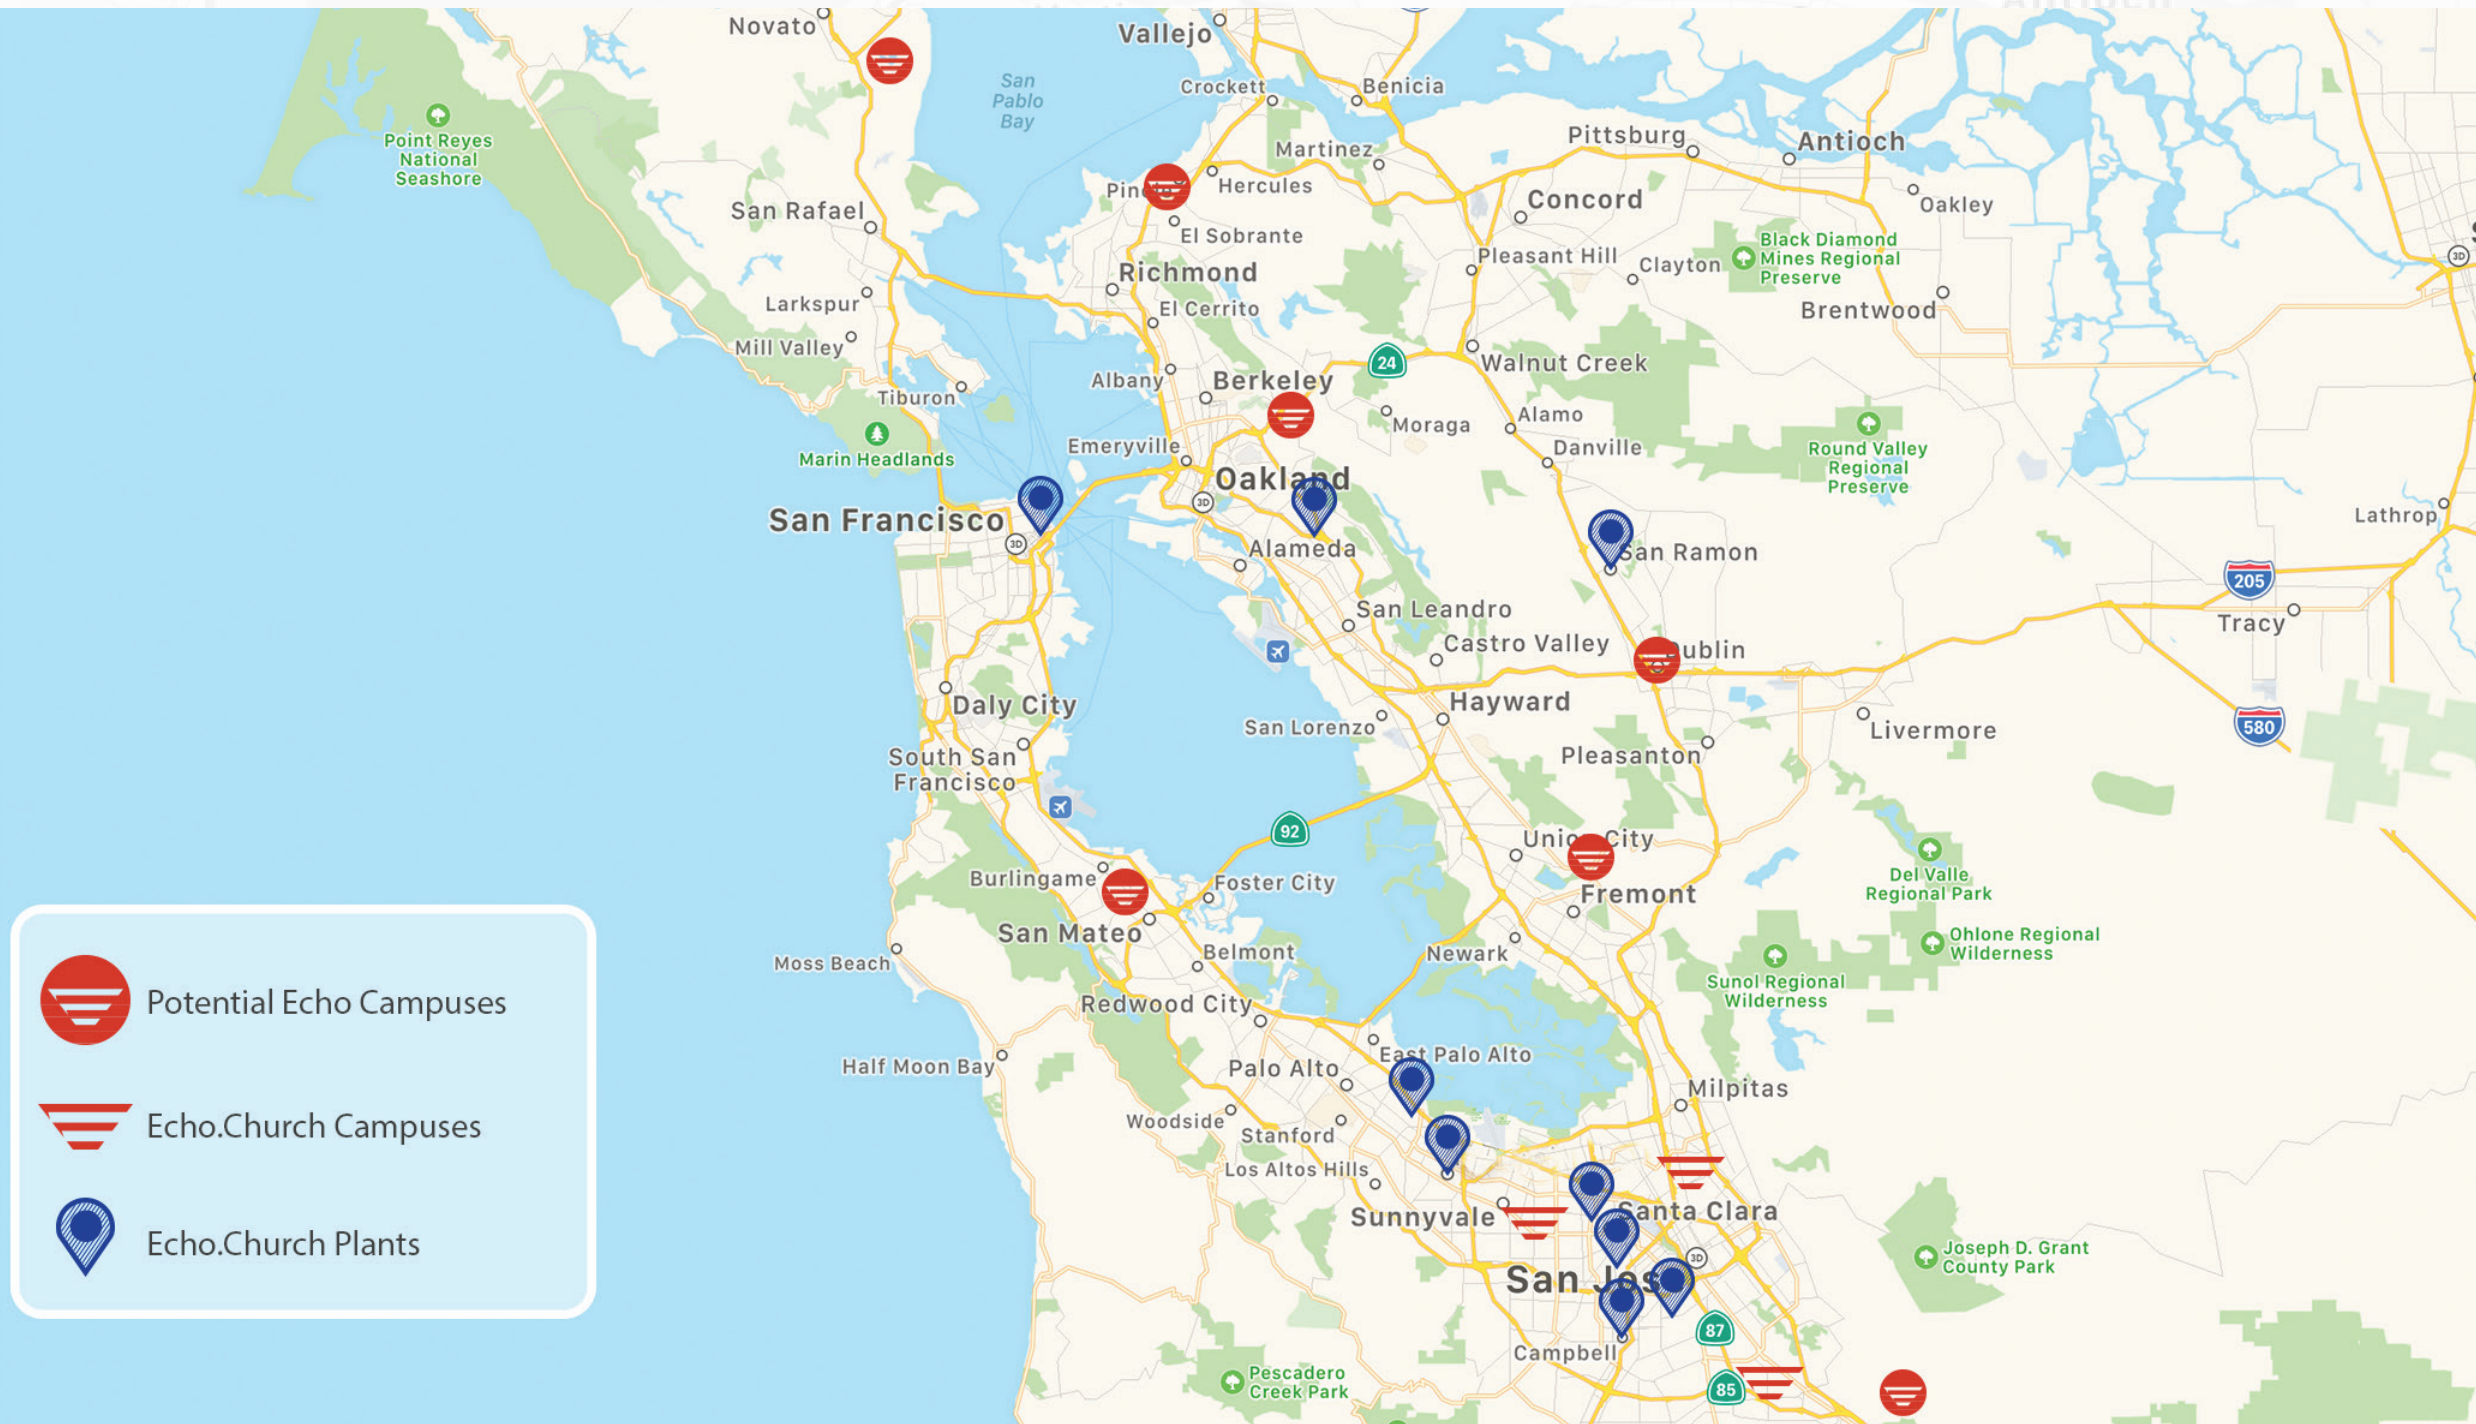 Novato
Vallejo
San
Pablo
Bay
Crockett
Benicia
Point Reyes
National
Seashore
Martinez
Pittsburg
Antioch
Hercules
San Rafael
Concord
Oakley
El Sobrante
Black Diamond
Mines Regional
Preserve
Richmond
Pleasant Hill
Clayton
3D
Larkspur
El Cerrito
Brentwood
Mill Valley
24
Walnut Creek
Albany
Berkeley
Tiburon
Moraga
Alamo
Marin Headlands
Emeryville
Danville
Round Valley
Regional
Preserve
Oakland
3D
San Francisco
3D
Alameda
San Ramon
Lathrop
205
San Leandro
Tracy
Castro Valley
Dublin
Daly City
Hayward
San Lorenzo
Livermore
580
South San
Francisco
Pleasanton
92
Union City
Burlingame
Foster City
Fremont
Del Valle
Regional Park
San Mateo
Ohlone Regional
Wilderness
Moss Beach
Belmont
Newark
Sunol Regional
Wilderness
Redwood City
Half Moon Bay
East Palo Alto
Palo Alto
Milpitas
Woodside
Stanford
Los Altos Hills
Sunnyvale
Santa Clara
3D
Joseph D. Grant
County Park
San Jose
87
Campbell
Pescadero
Creek Park
85
Potential Echo Campuses
Echo.Church Campuses
Echo.Church Plants